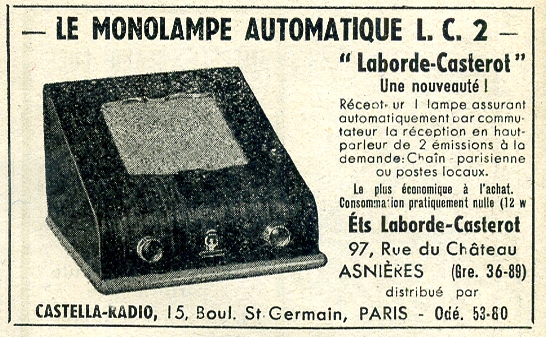 — LE MONOLAMPE AUTOMATIQUE L. C. 2 —
" Laborde-Casterot "
Une nouveauté !
Récept-ur 1 lampe assurant
automatiquement par commu-
tateur la réception en haut-
parleur de 2 émissions à la
demande: Chaîn - parisienne
ou postes locaux.
Le plus économique à l'achat.
Consommation pratiquement nulle (12 w
Éts Laborde-Casterot
97, Rue du Château
ASNIÈRES (Gre. 36-89)
distribué par
CASTELLA-RADIO, 15, Boul. St-Germain, PARIS - Odé. 53-80